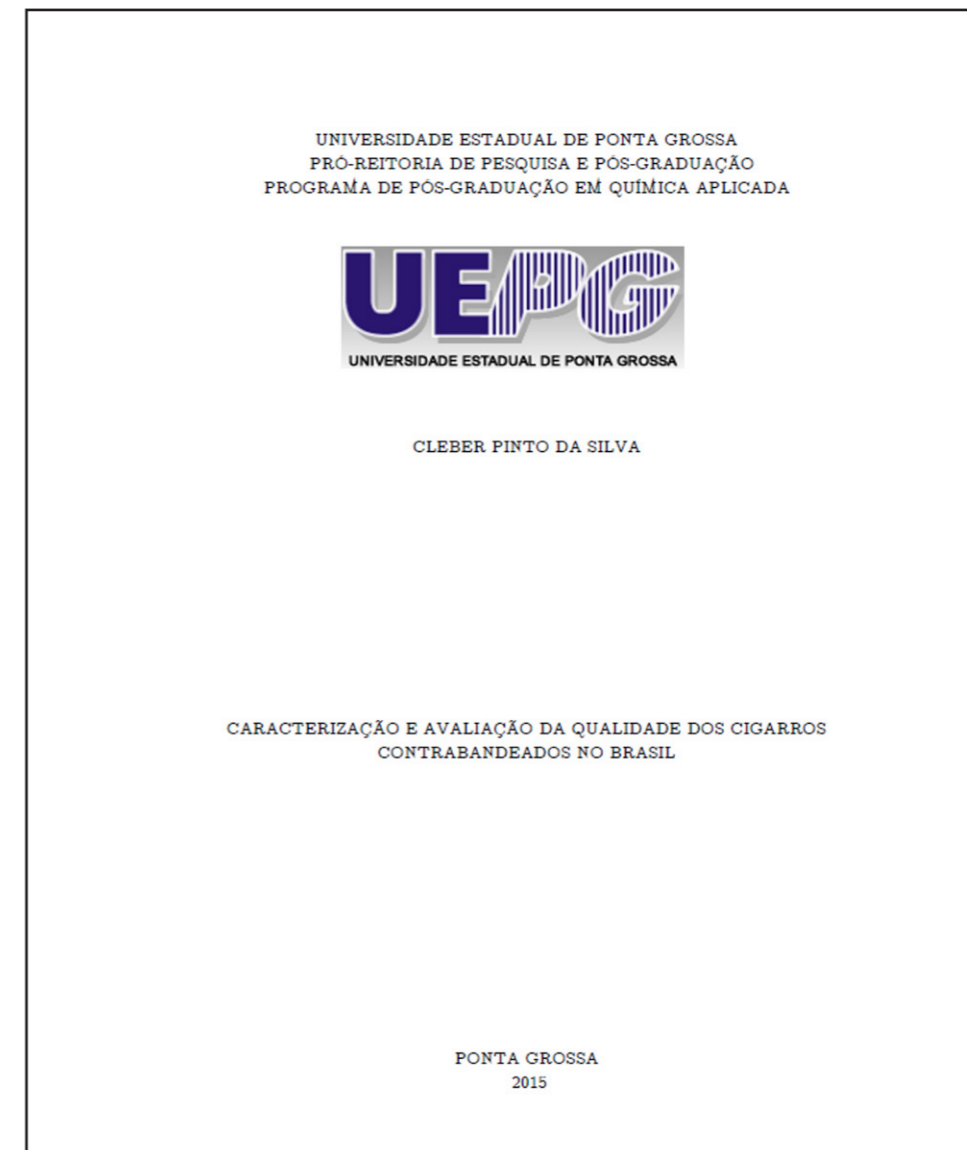 UNIVERSIDADE ESTADUAL DE PONTA GROSSA
PRÓ-REITORIA DE PESQUISA E PÓS-GRADUAÇÃO
PROGRAMA DE PÓS-GRADUAÇÃO EM QUÍMICA APLICADA
UEPG
UNIVERSIDADE ESTADUAL DE PONTA GROSSA
CLEBER PINTO DA SILVA
CARACTERIZAÇÃO E AVALIAÇÃO DA QUALIDADE DOS CIGARROS
CONTRABANDEADOS NO BRASIL
PONTA GROSSA
2015